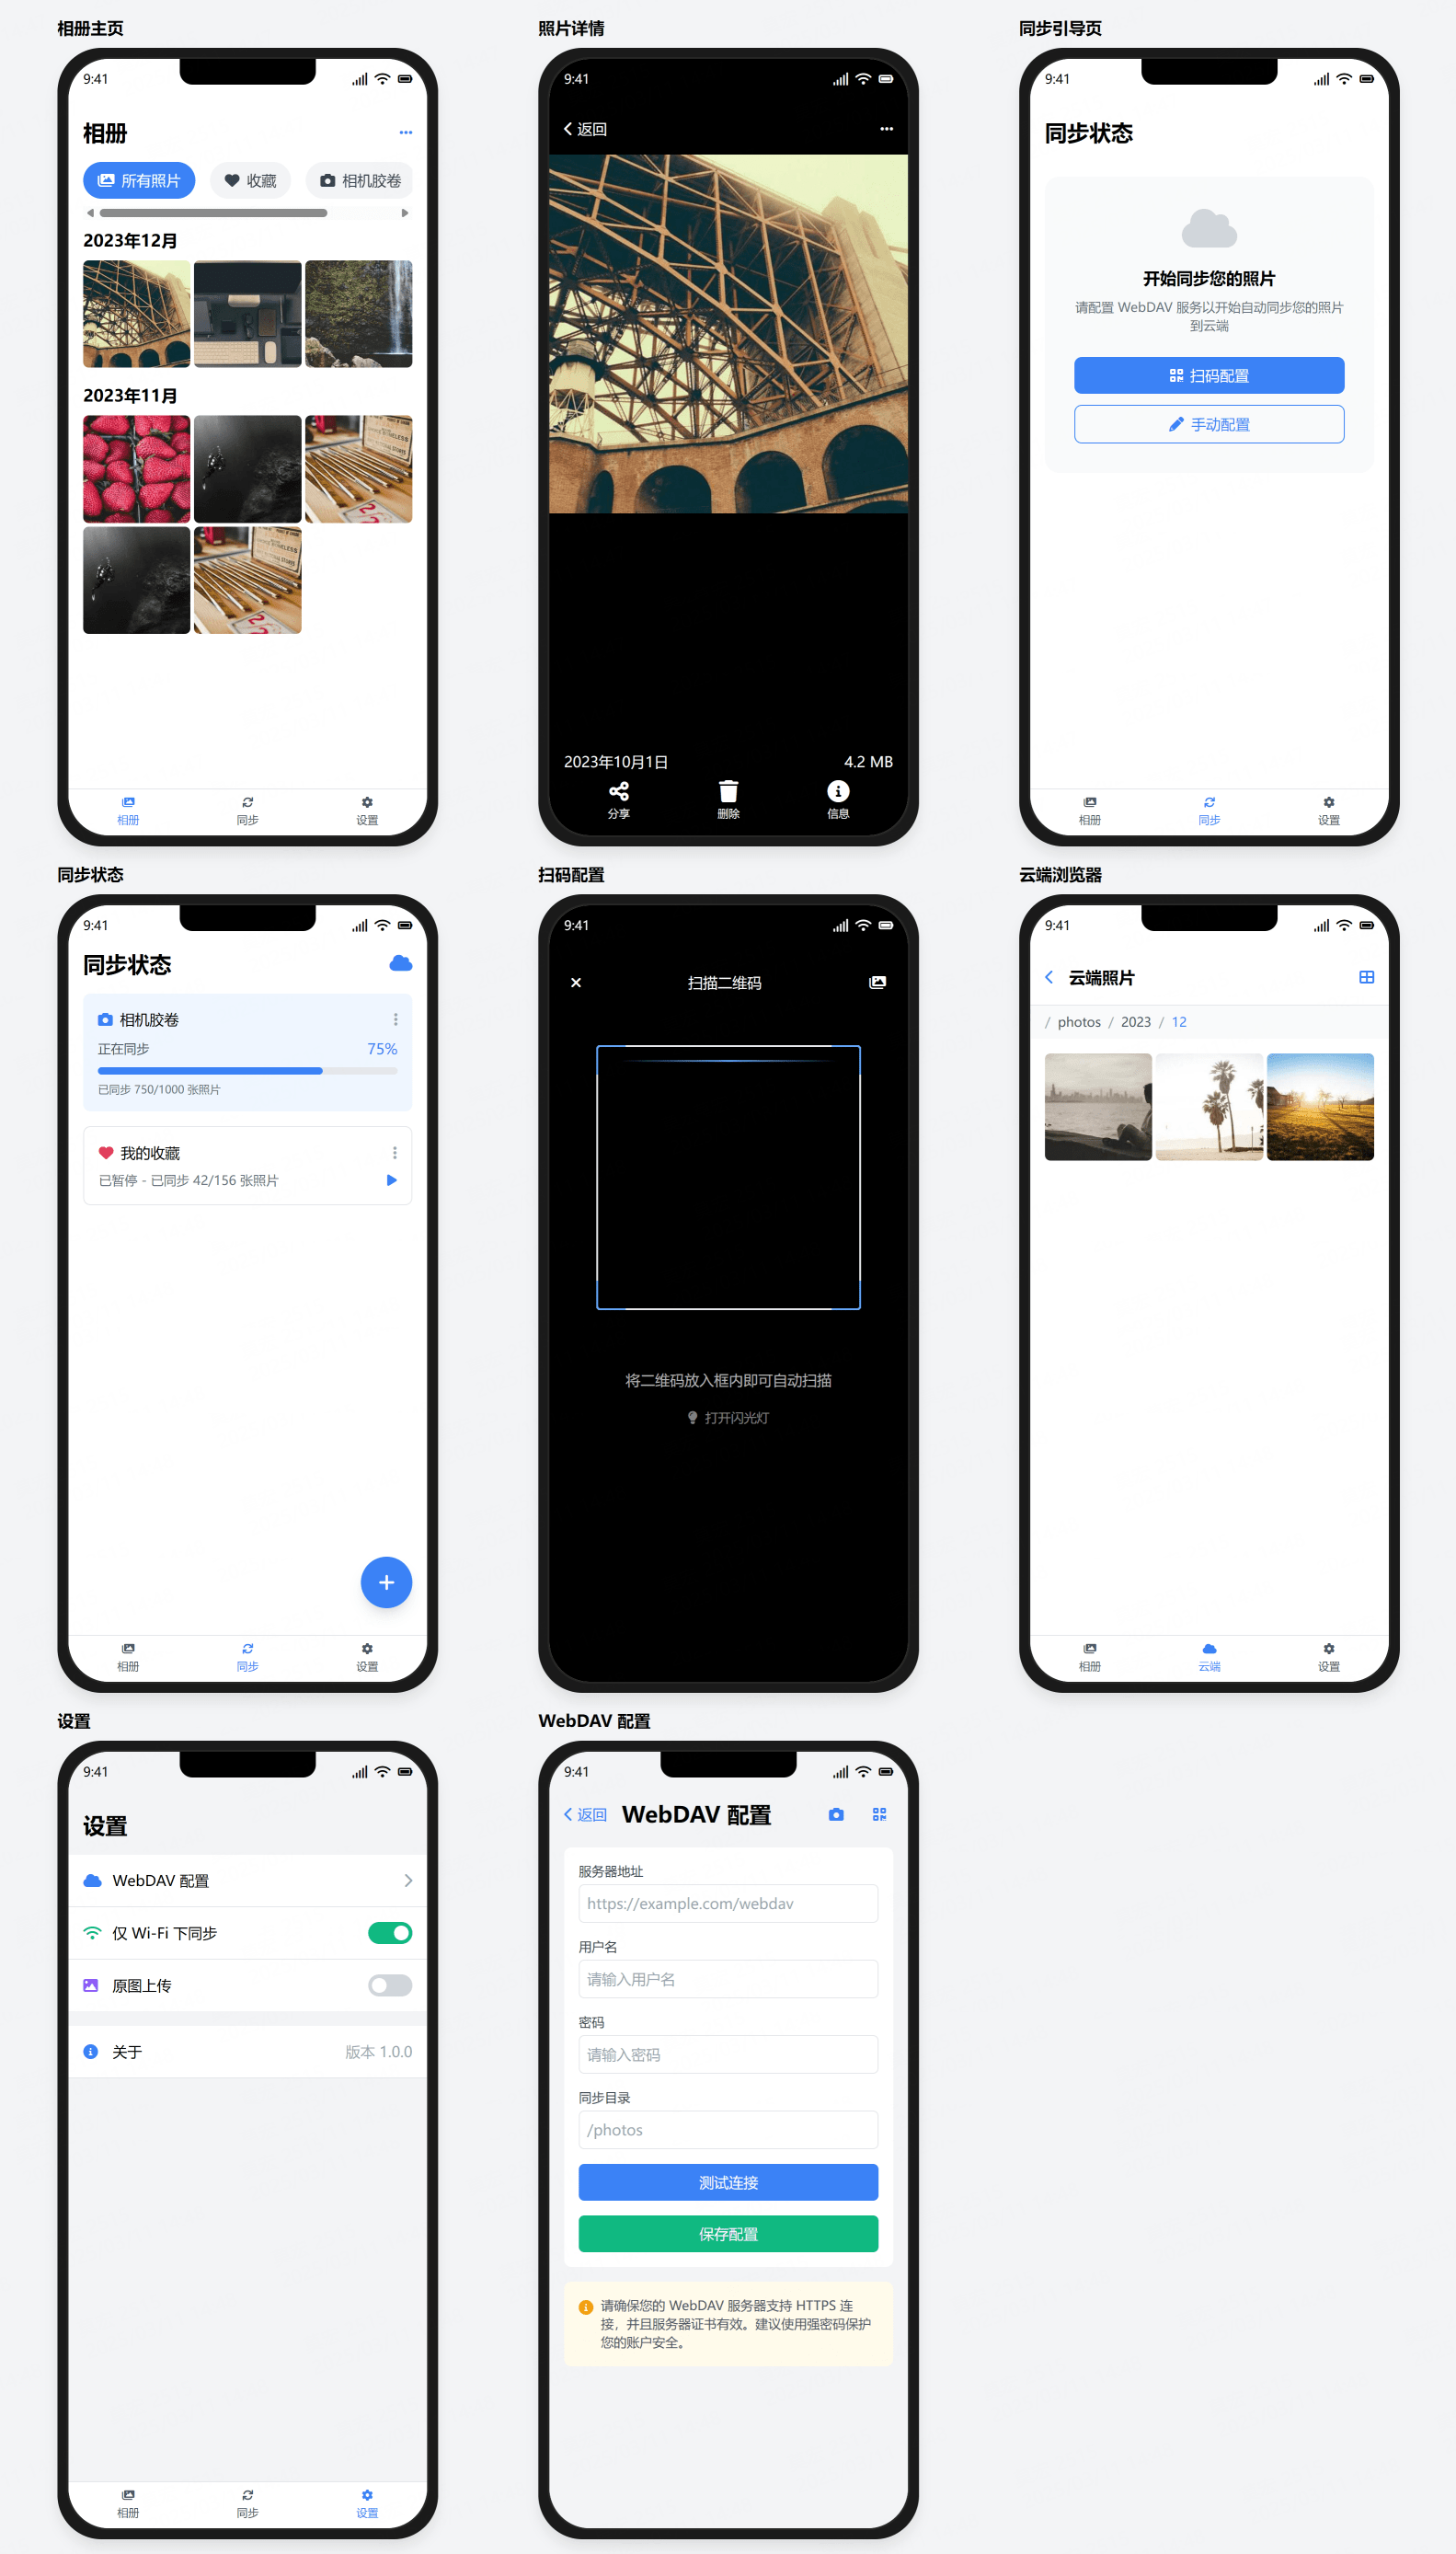 相册主页
9:41
相册
所有照片
收藏
相机胶卷
2023年12月
2023年11月
相册
同步
设置
照片详情
9:41
返回
2023年10月1日
4.2 MB
分享
删除
信息
同步引导页
9:41
同步状态
开始同步您的照片
请配置 WebDAV 服务以开始自动同步您的照片
到云端
扫码配置
手动配置
相册
同步
设置
同步状态
9:41
同步状态
相机胶卷
正在同步
75%
已同步 750/1000 张照片
我的收藏
已暂停 - 已同步 42/156 张照片
相册
同步
设置
扫码配置
9:41
扫描二维码
将二维码放入框内即可自动扫描
打开闪光灯
云端浏览器
9:41
云端照片
/ photos / 2023 / 12
相册
云端
设置
设置
9:41
设置
WebDAV 配置
仅 Wi-Fi 下同步
原图上传
关于
版本 1.0.0
相册
同步
设置
WebDAV 配置
9:41
返回
WebDAV 配置
服务器地址
https://example.com/webdav
用户名
请输入用户名
密码
请输入密码
同步目录
/photos
测试连接
保存配置
请确保您的 WebDAV 服务器支持 HTTPS 连
接，并且服务器证书有效。建议使用强密码保护
您的账户安全。